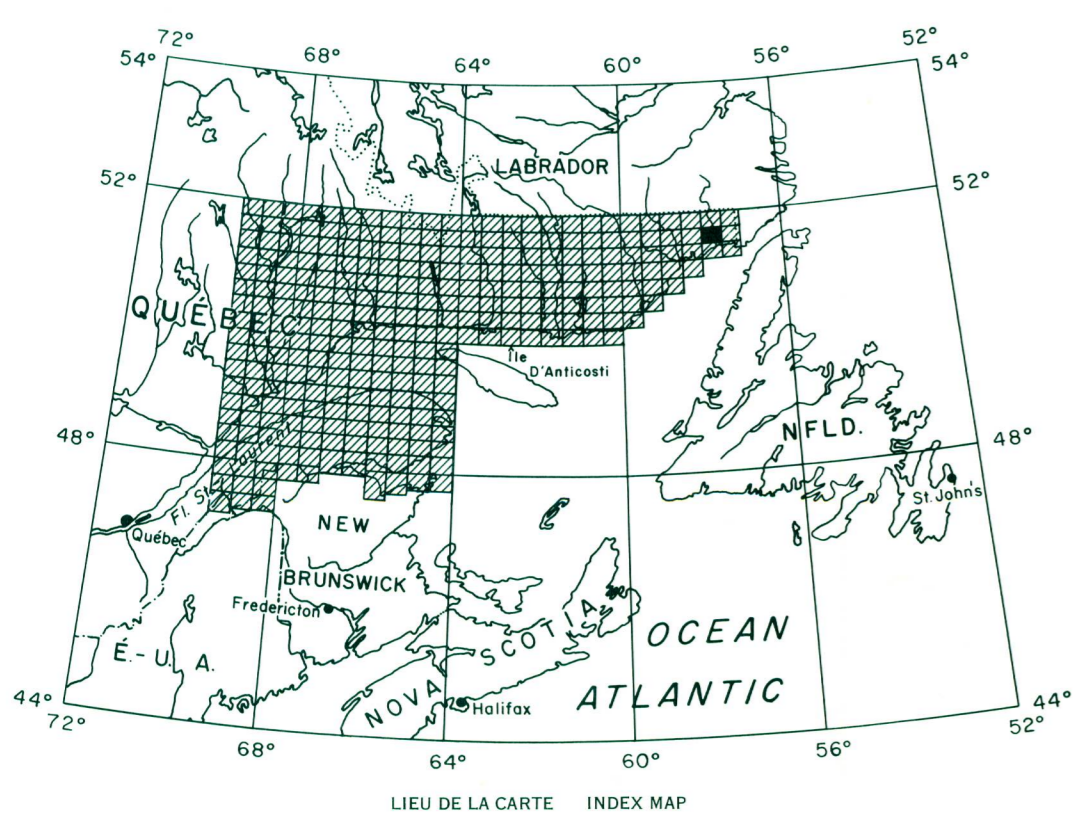 72°
68°
64°
60°
56°
52°
54°
54°
LABRADOR
52°
52°
QUÉBEC
Île
D'Anticosti
NFLD.
48°
48°
Fl. St. Laurent
St. John's
Québec
NEW
BRUNSWICK
Fredericton
SCOTIA
OCEAN
É.-U. A.
NOVA
Halifax
ATLANTIC
44°
44°
72°
68°
64°
60°
56°
52°
LIEU DE LA CARTE INDEX MAP